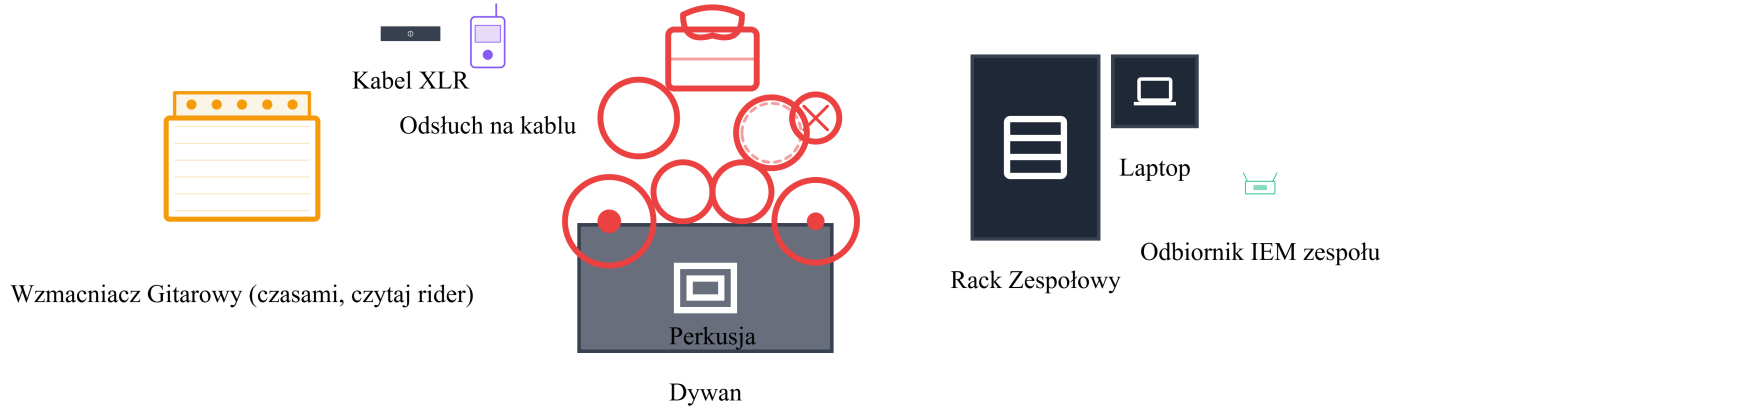 Kabel XLR
Odsłuch na kablu
Laptop
Odbiornik IEM zespołu
Rack Zespołowy
Wzmacniacz Gitarowy (czasami, czytaj rider)
Perkusja
Dywan